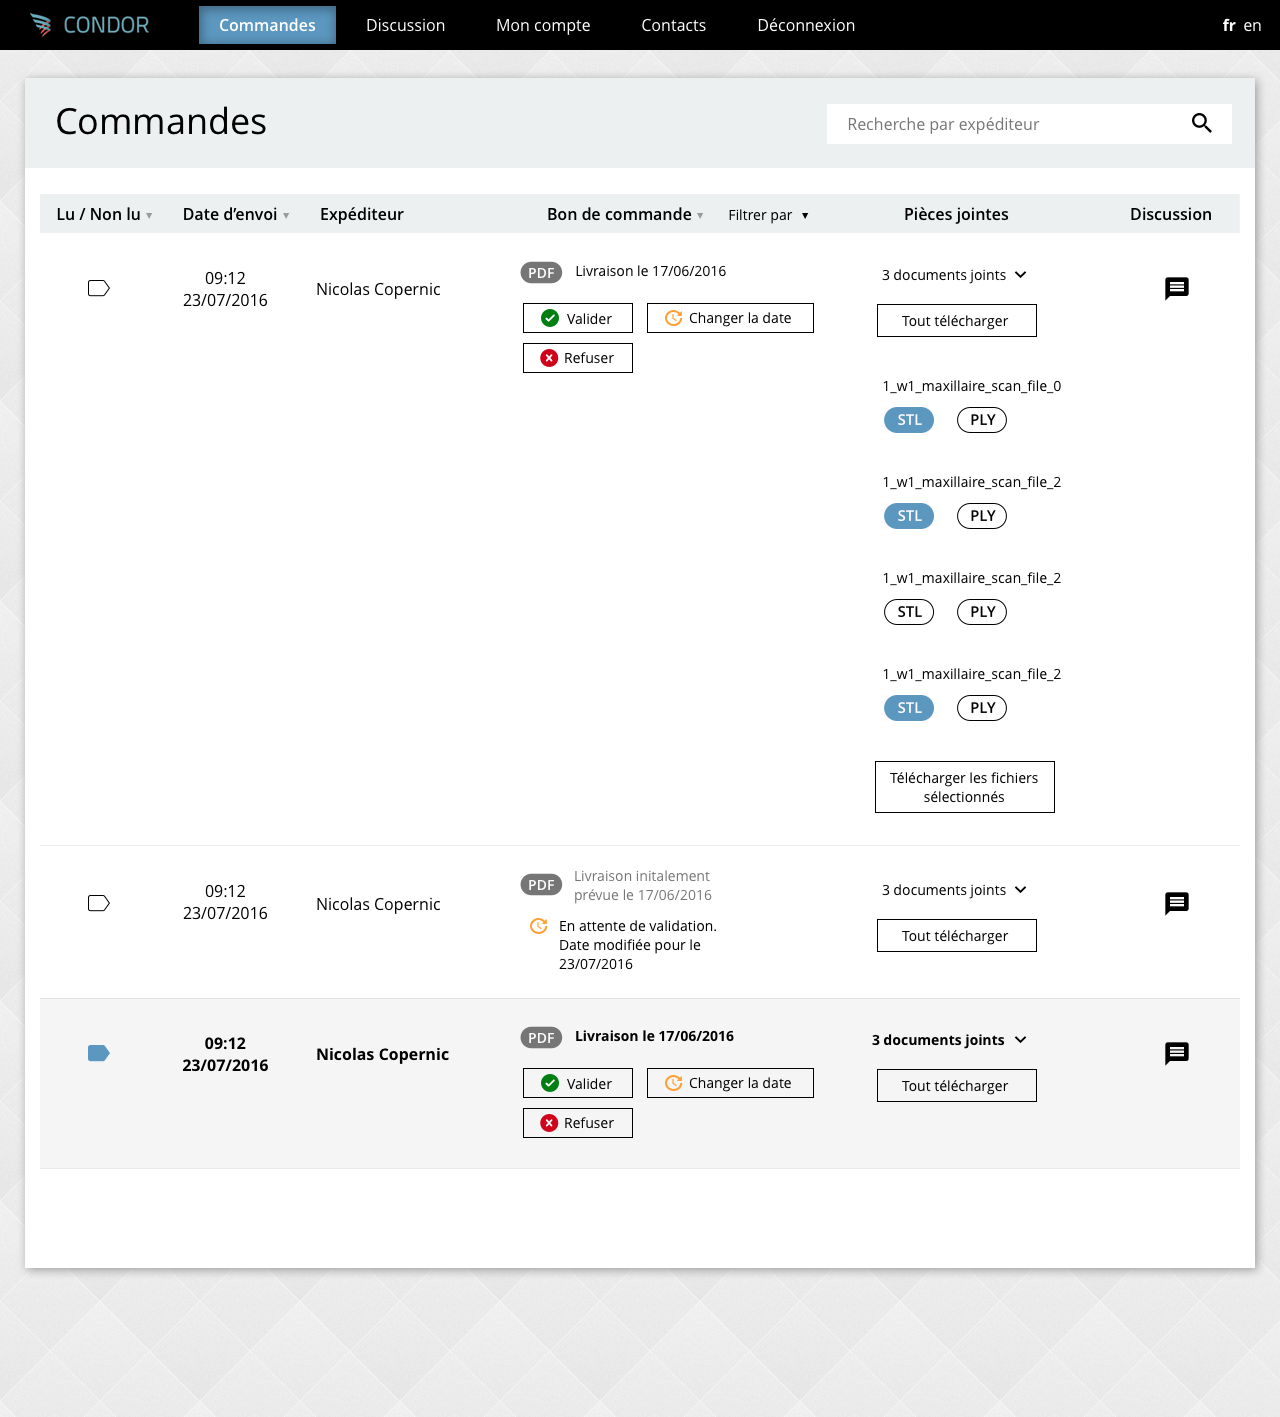 CONDOR
Commandes Discussion Mon compte Contacts Déconnexion
fr en
Commandes
Recherche par expéditeur
Lu / Non lu ▼ Date d’envoi ▼ Expéditeur Bon de commande ▼ Filtrer par ▼ Pièces jointes Discussion
09:12
23/07/2016
Nicolas Copernic
PDF Livraison le 17/06/2016
Valider Changer la date
Refuser
3 documents joints
Tout télécharger
1_w1_maxillaire_scan_file_0
STL PLY
1_w1_maxillaire_scan_file_2
STL PLY
1_w1_maxillaire_scan_file_2
STL PLY
1_w1_maxillaire_scan_file_2
STL PLY
Télécharger les fichiers
sélectionnés
09:12
23/07/2016
Nicolas Copernic
PDF
Livraison initalement
prévue le 17/06/2016
En attente de validation.
Date modifiée pour le
23/07/2016
3 documents joints
Tout télécharger
09:12
23/07/2016
Nicolas Copernic
PDF Livraison le 17/06/2016
Valider Changer la date
Refuser
3 documents joints
Tout télécharger